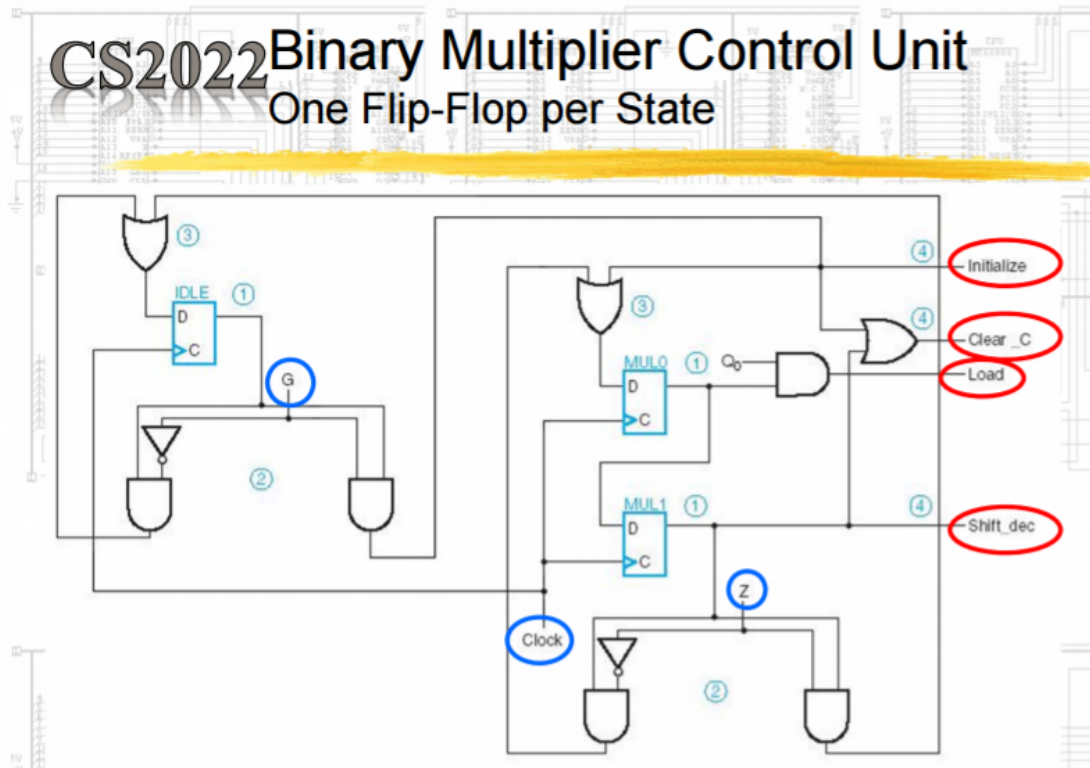 CS2022 Binary Multiplier Control Unit
One Flip-Flop per State
3
4
Initialize
IDLE
1
D
C
3
4
Clear _C
MUL0
1
Q0
Load
D
C
G
2
MUL1
1
4
D
Shift_dec
C
Z
Clock
2